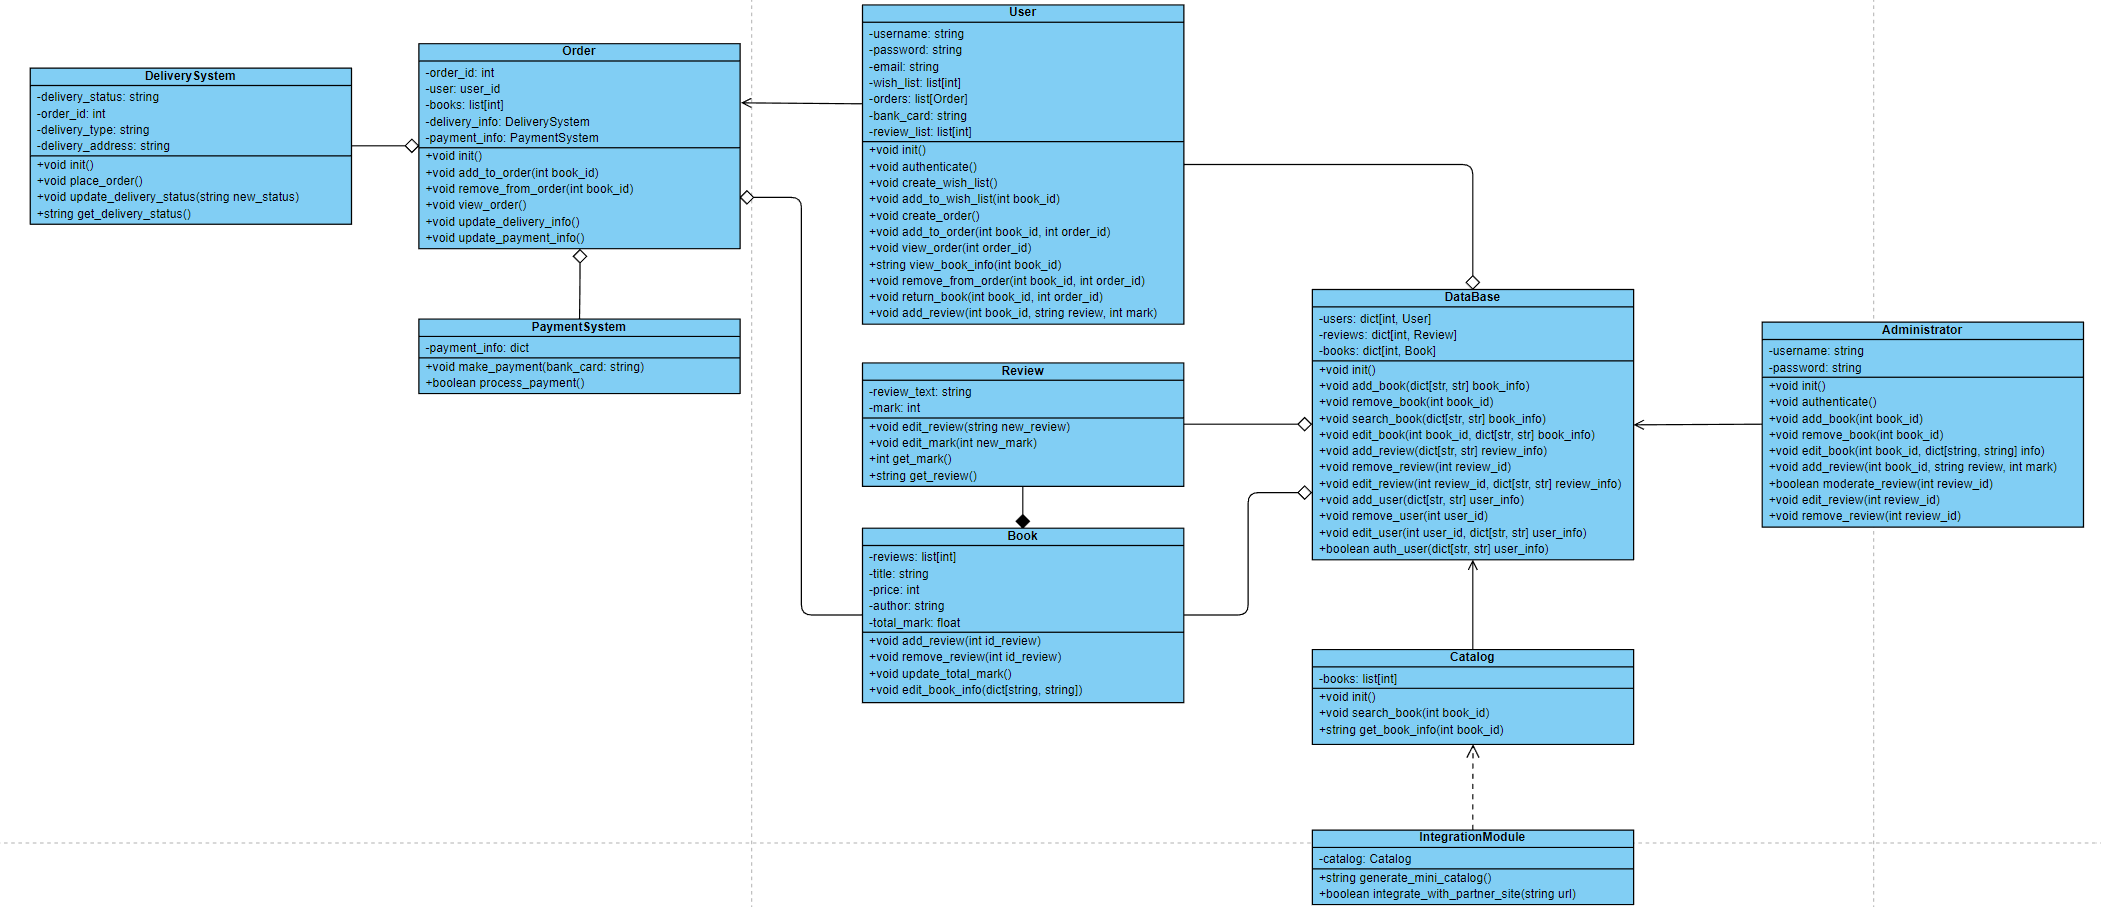 DeliverySystem
-delivery_status: string
-order_id: int
-delivery_type: string
-delivery_address: string
+void init()
+void place_order()
+void update_delivery_status(string new_status)
+string get_delivery_status()
Order
-order_id: int
-user: user_id
-books: list[int]
-delivery_info: DeliverySystem
-payment_info: PaymentSystem
+void init()
+void add_to_order(int book_id)
+void remove_from_order(int book_id)
+void view_order()
+void update_delivery_info()
+void update_payment_info()
PaymentSystem
-payment_info: dict
+void make_payment(bank_card: string)
+boolean process_payment()
User
-username: string
-password: string
-email: string
-wish_list: list[int]
-orders: list[Order]
-bank_card: string
-review_list: list[int]
+void init()
+void authenticate()
+void create_wish_list()
+void add_to_wish_list(int book_id)
+void create_order()
+void add_to_order(int book_id, int order_id)
+void view_order(int order_id)
+string view_book_info(int book_id)
+void remove_from_order(int book_id, int order_id)
+void return_book(int book_id, int order_id)
+void add_review(int book_id, string review, int mark)
Review
-review_text: string
-mark: int
+void edit_review(string new_review)
+void edit_mark(int new_mark)
+int get_mark()
+string get_review()
Book
-reviews: list[int]
-title: string
-price: int
-author: string
-total_mark: float
+void add_review(int id_review)
+void remove_review(int id_review)
+void update_total_mark()
+void edit_book_info(dict[string, string])
DataBase
-users: dict[int, User]
-reviews: dict[int, Review]
-books: dict[int, Book]
+void init()
+void add_book(dict[str, str] book_info)
+void remove_book(int book_id)
+void search_book(dict[str, str] book_info)
+void edit_book(int book_id, dict[str, str] book_info)
+void add_review(dict[str, str] review_info)
+void remove_review(int review_id)
+void edit_review(int review_id, dict[str, str] review_info)
+void add_user(dict[str, str] user_info)
+void remove_user(int user_id)
+void edit_user(int user_id, dict[str, str] user_info)
+boolean auth_user(dict[str, str] user_info)
Administrator
-username: string
-password: string
+void init()
+void authenticate()
+void add_book(int book_id)
+void remove_book(int book_id)
+void edit_book(int book_id, dict[string, string] info)
+void add_review(int book_id, string review, int mark)
+boolean moderate_review(int review_id)
+void edit_review(int review_id)
+void remove_review(int review_id)
Catalog
-books: list[int]
+void init()
+void search_book(int book_id)
+string get_book_info(int book_id)
IntegrationModule
-catalog: Catalog
+string generate_mini_catalog()
+boolean integrate_with_partner_site(string url)